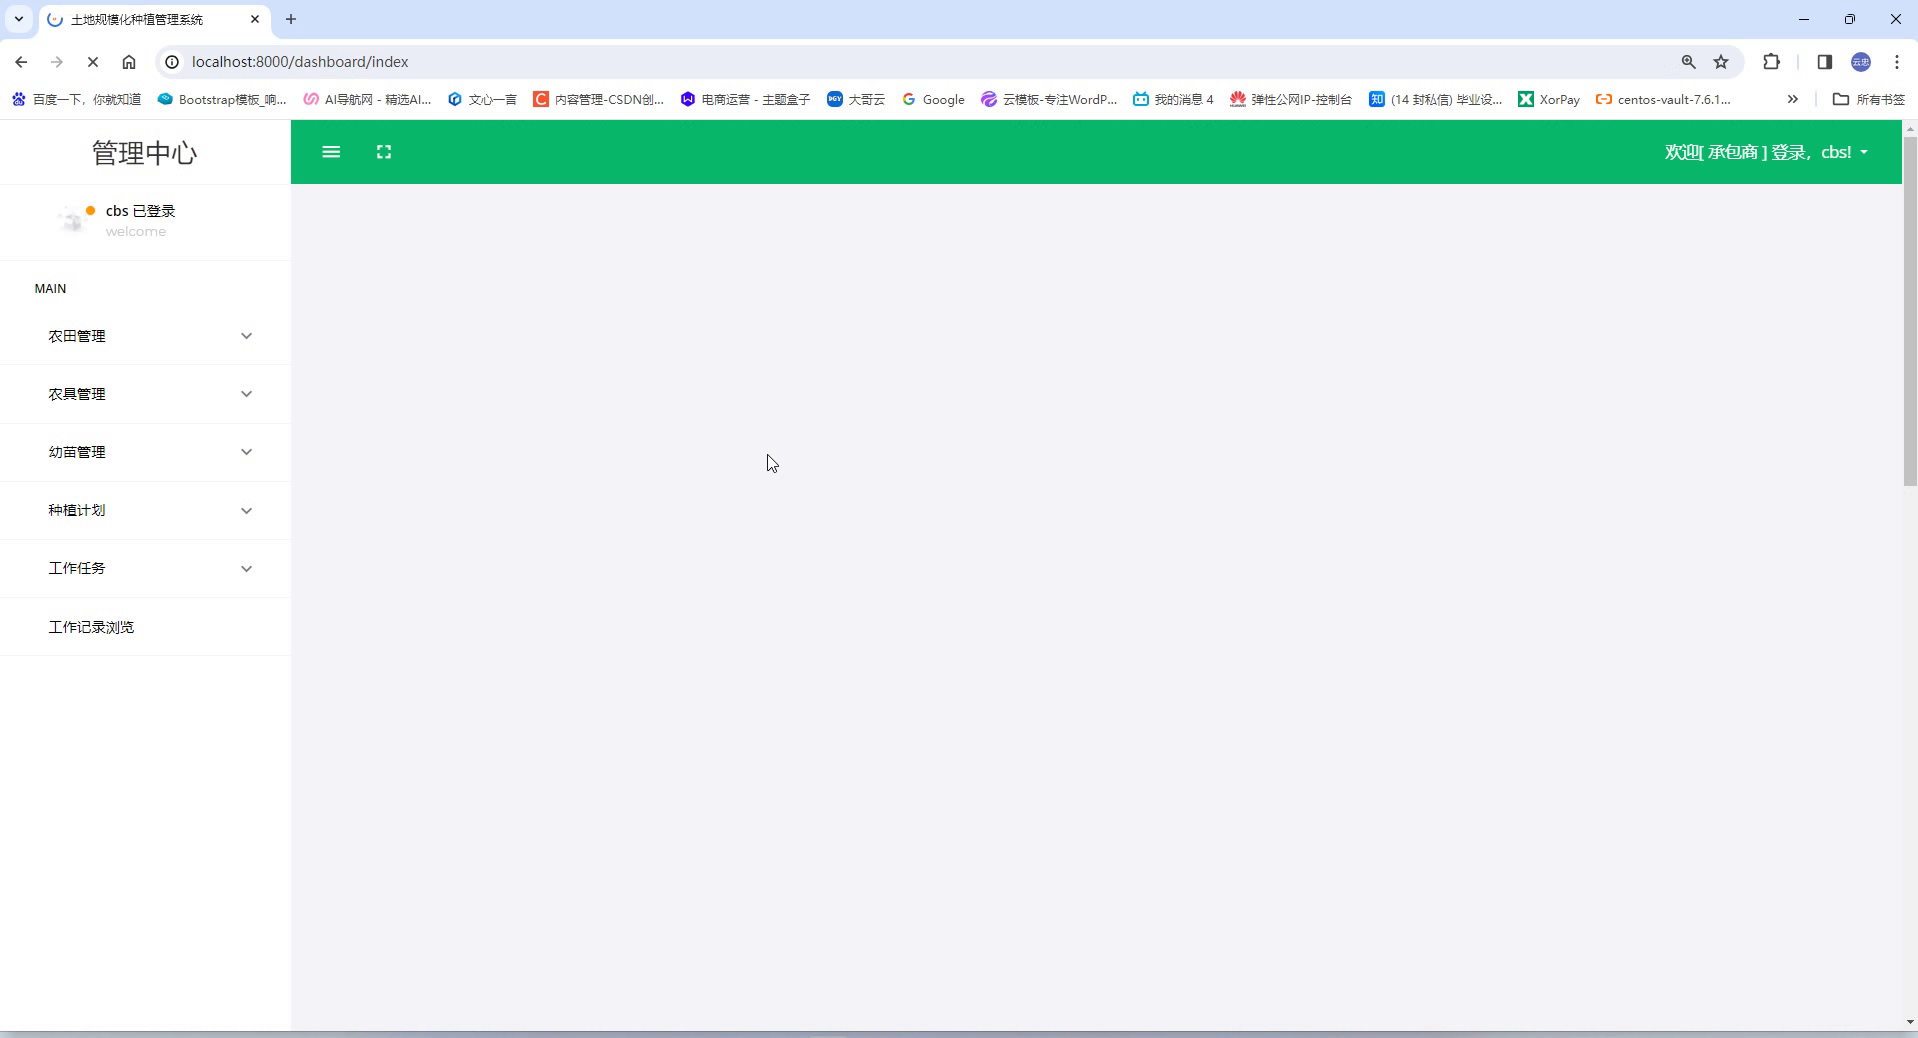 土地规模化种植管理系统
localhost:8000/dashboard/index
云忠
百度一下，你就知道
Bootstrap模板_响...
AI导航网 - 精选AI...
文心一言
内容管理-CSDN创...
电商运营 - 主题盒子
大哥云
Google
云模板-专注WordP...
我的消息 4
弹性公网IP-控制台
知 (14 封私信) 毕业设...
XorPay
centos-vault-7.6.1...
所有书签
管理中心
欢迎[ 承包商 ] 登录，cbs!
cbs 已登录
welcome
MAIN
农田管理
农具管理
幼苗管理
种植计划
工作任务
工作记录浏览